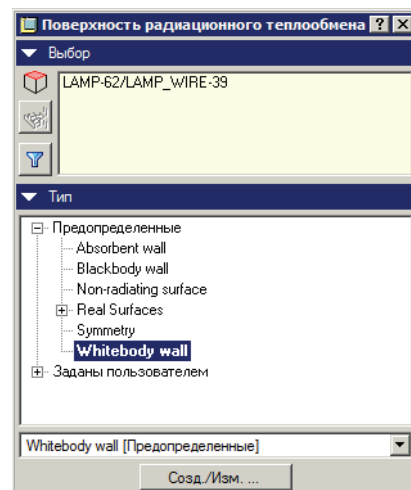 Поверхность радиационного теплообмена
Выбор
LAMP-62/LAMP_WIRE-39
Тип
Предопределенные
Absorbent wall
Blackbody wall
Non-radiating surface
Real Surfaces
Symmetry
Whitebody wall
Заданы пользователем
Whitebody wall [Предопределенные]
Созд./Изм. ...